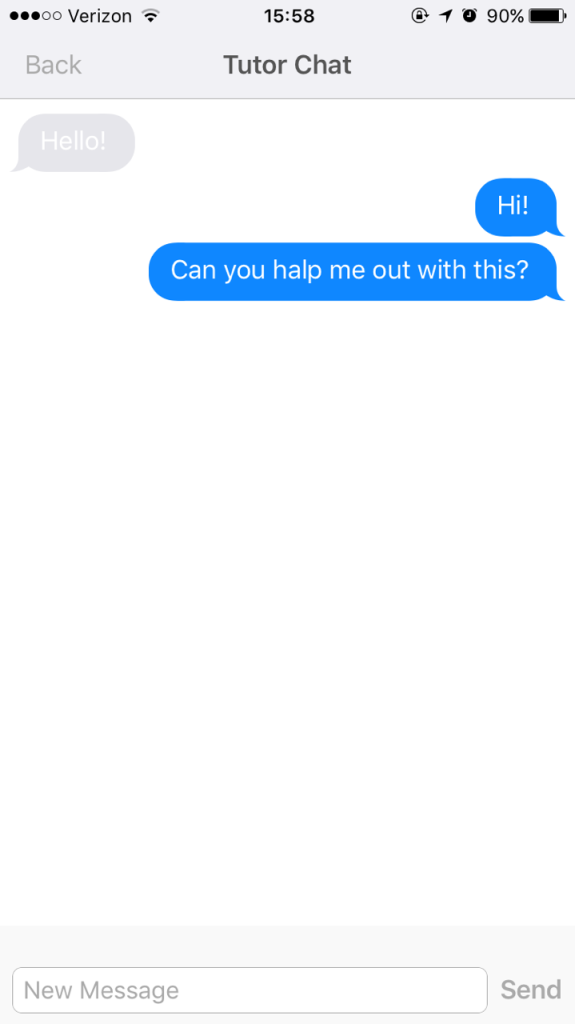 Verizon 15:58 90%
Back Tutor Chat
Hello!
Hi!
Can you halp me out with this?
New Message Send